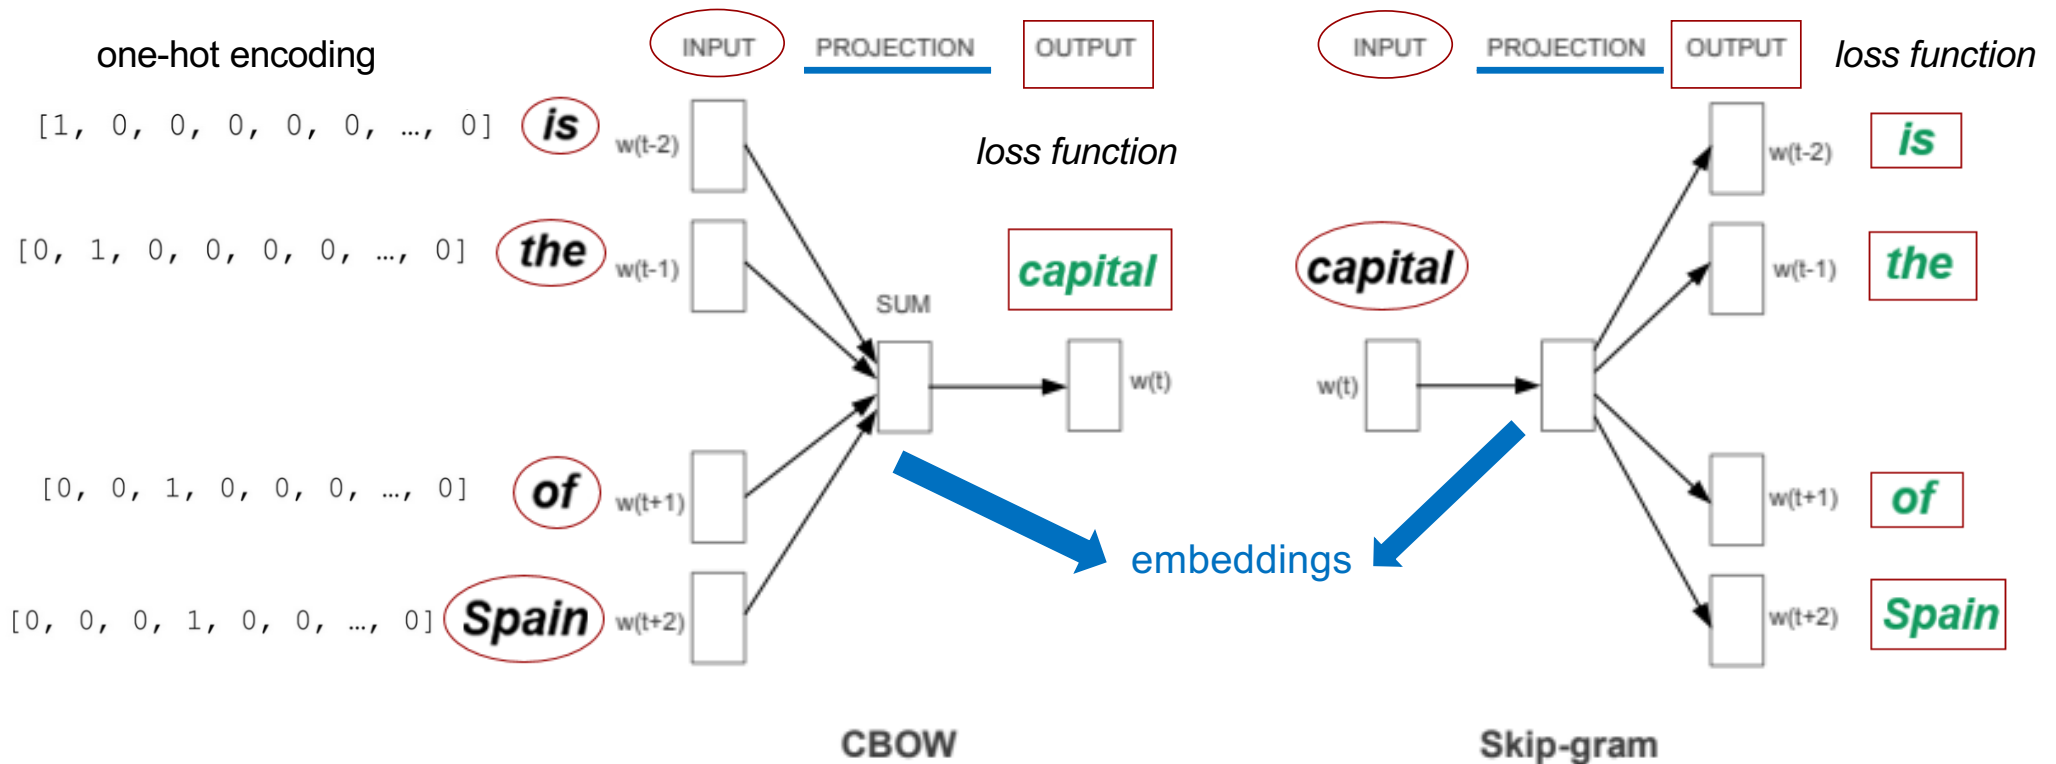 one-hot encoding
INPUT PROJECTION OUTPUT
[1, 0, 0, 0, 0, 0, …, 0] is w(t-2)
loss function
[0, 1, 0, 0, 0, 0, …, 0] the w(t-1)
capital
SUM
w(t)
[0, 0, 1, 0, 0, 0, …, 0] of w(t+1)
[0, 0, 0, 1, 0, 0, …, 0] Spain w(t+2)
CBOW
embeddings
INPUT PROJECTION OUTPUT loss function
w(t-2) is
capital w(t-1) the
w(t)
w(t+1) of
w(t+2) Spain
Skip-gram